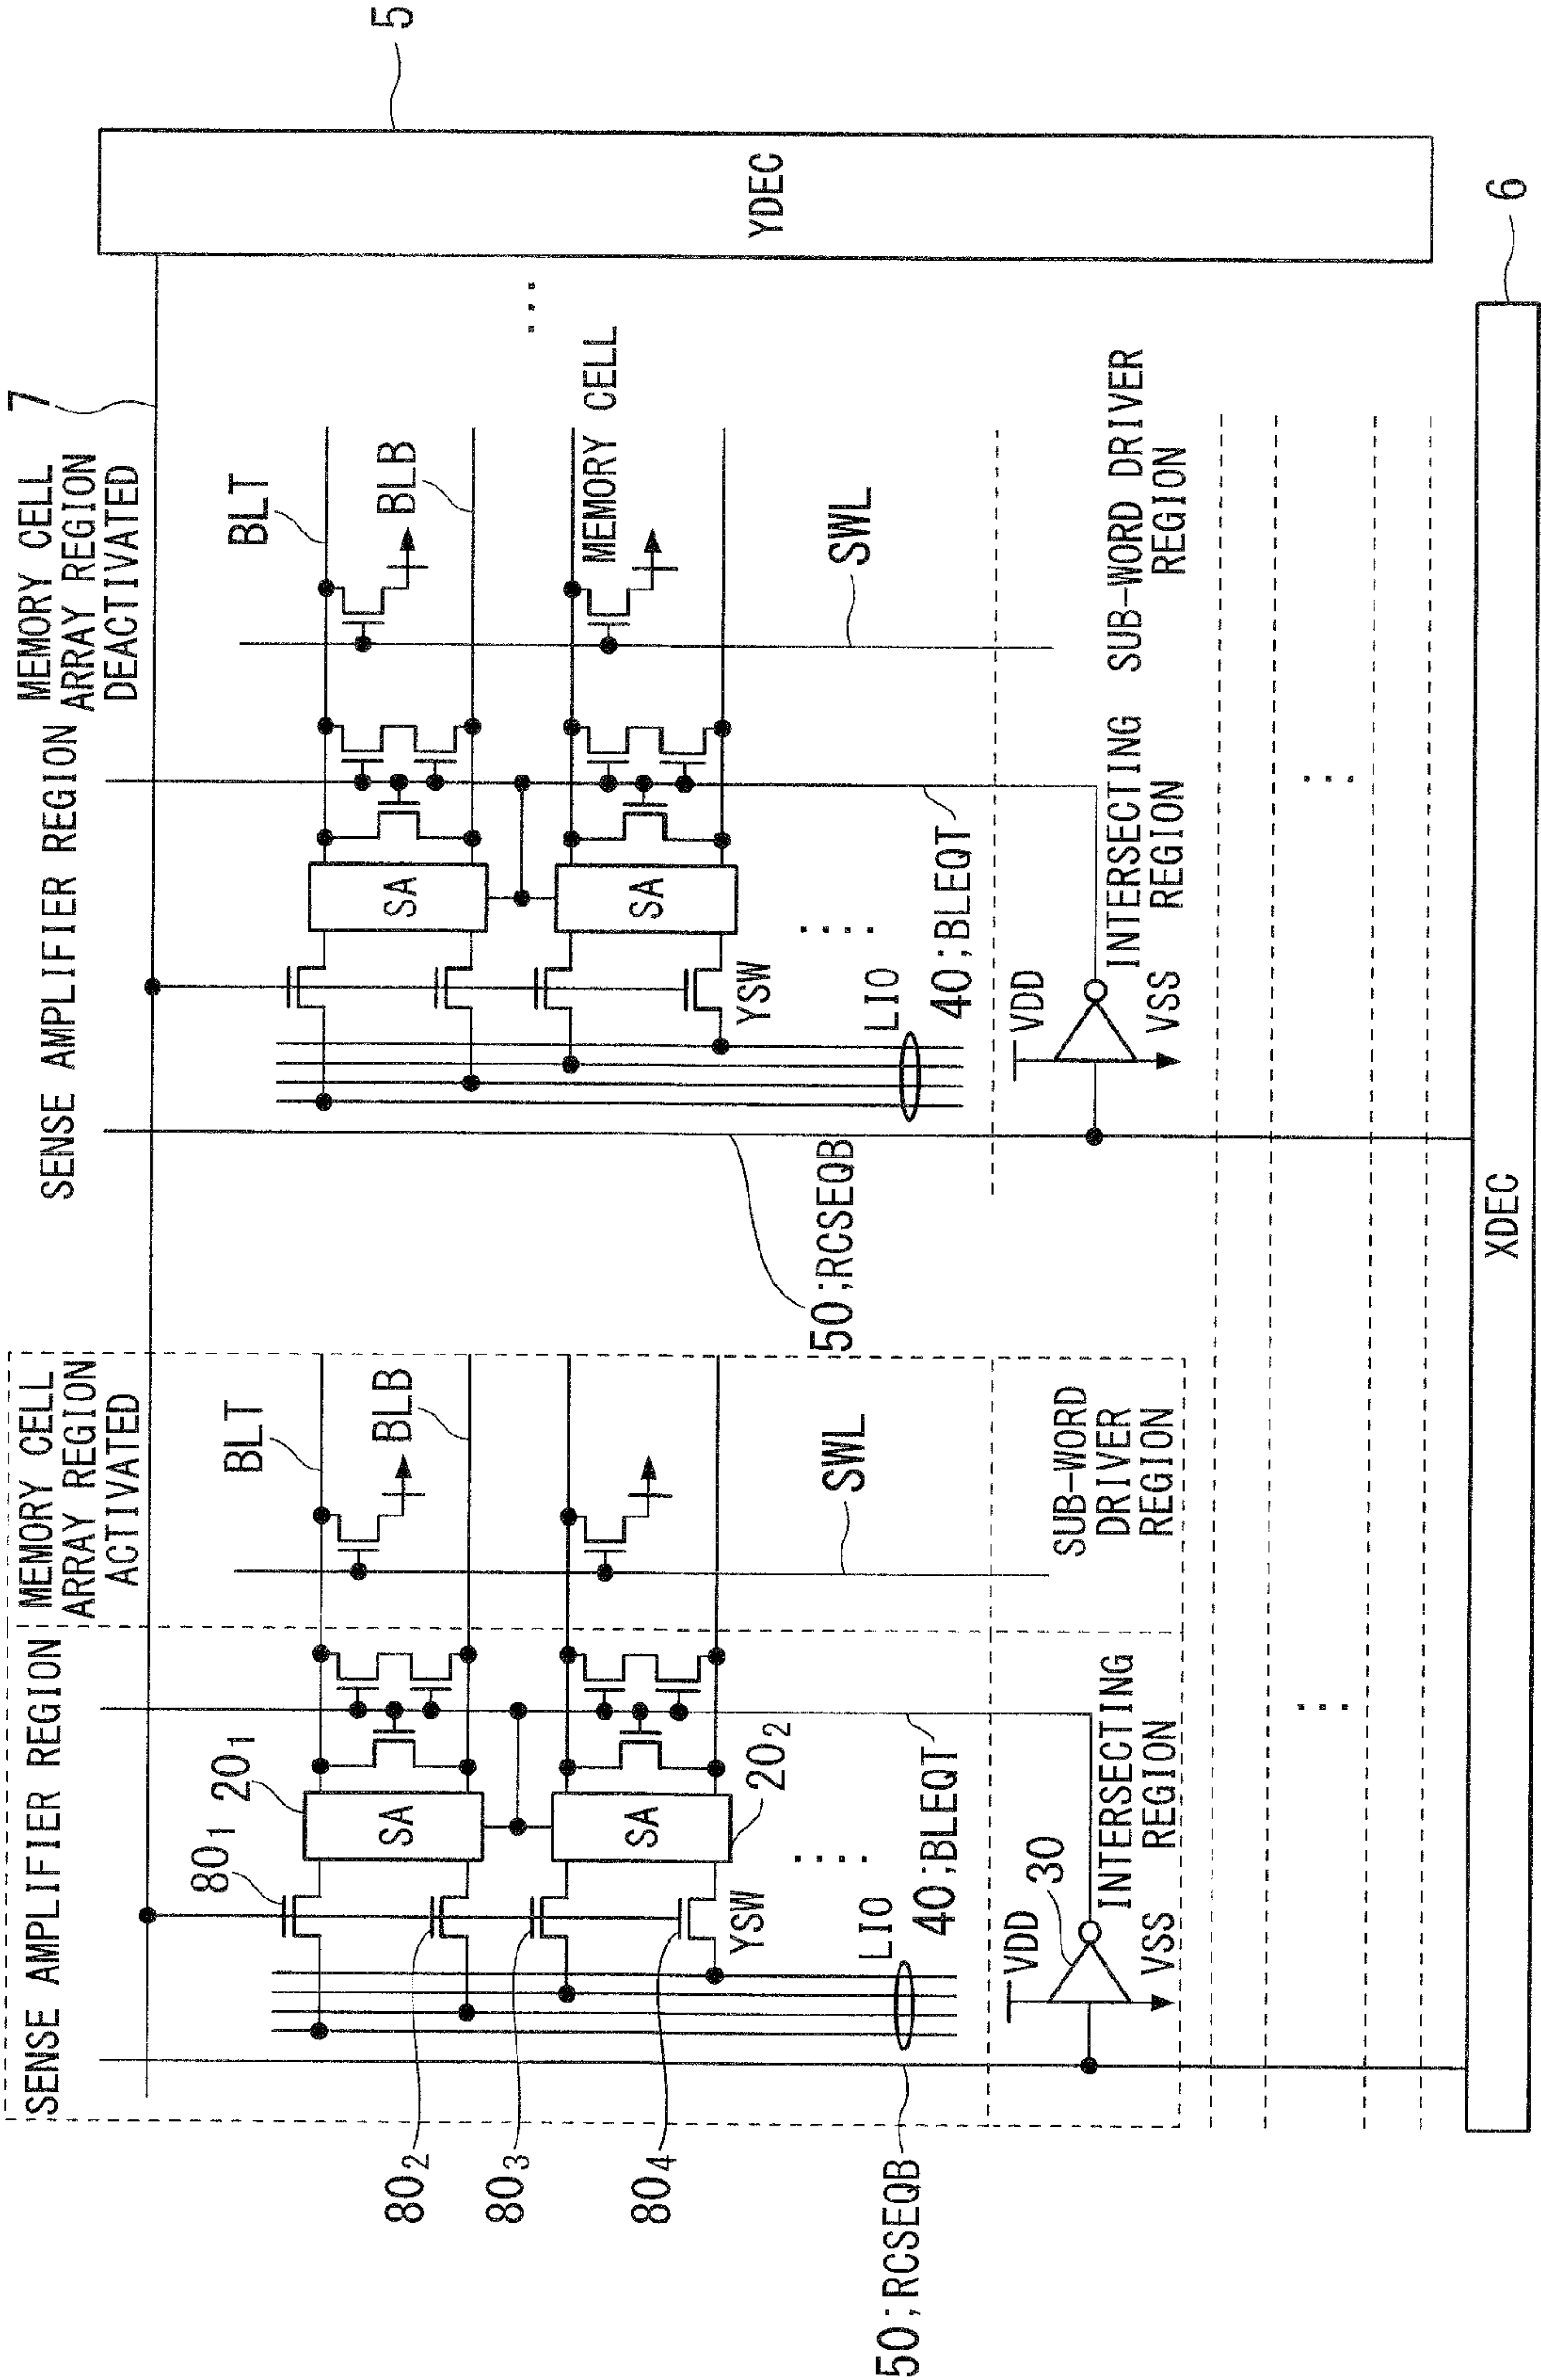 SENSE AMPLIFIER REGION
MEMORY CELL
ARRAY REGION
ACTIVATED
SENSE AMPLIFIER REGION
MEMORY CELL
ARRAY REGION
DEACTIVATED
7
5
80₁
20₁
BLT
BLB
SA
80₂
80₃
80₄
SA
20₂
YSW
LIO
40;BLEQT
SWL
50;RCSEQB
VDD
30
VSS
INTERSECTING
REGION
SUB-WORD
DRIVER
REGION
BLT
BLB
SA
SA
MEMORY CELL
YSW
LIO
40;BLEQT
SWL
50;RCSEQB
VDD
VSS
INTERSECTING
REGION
SUB-WORD DRIVER
REGION
YDEC
XDEC
6